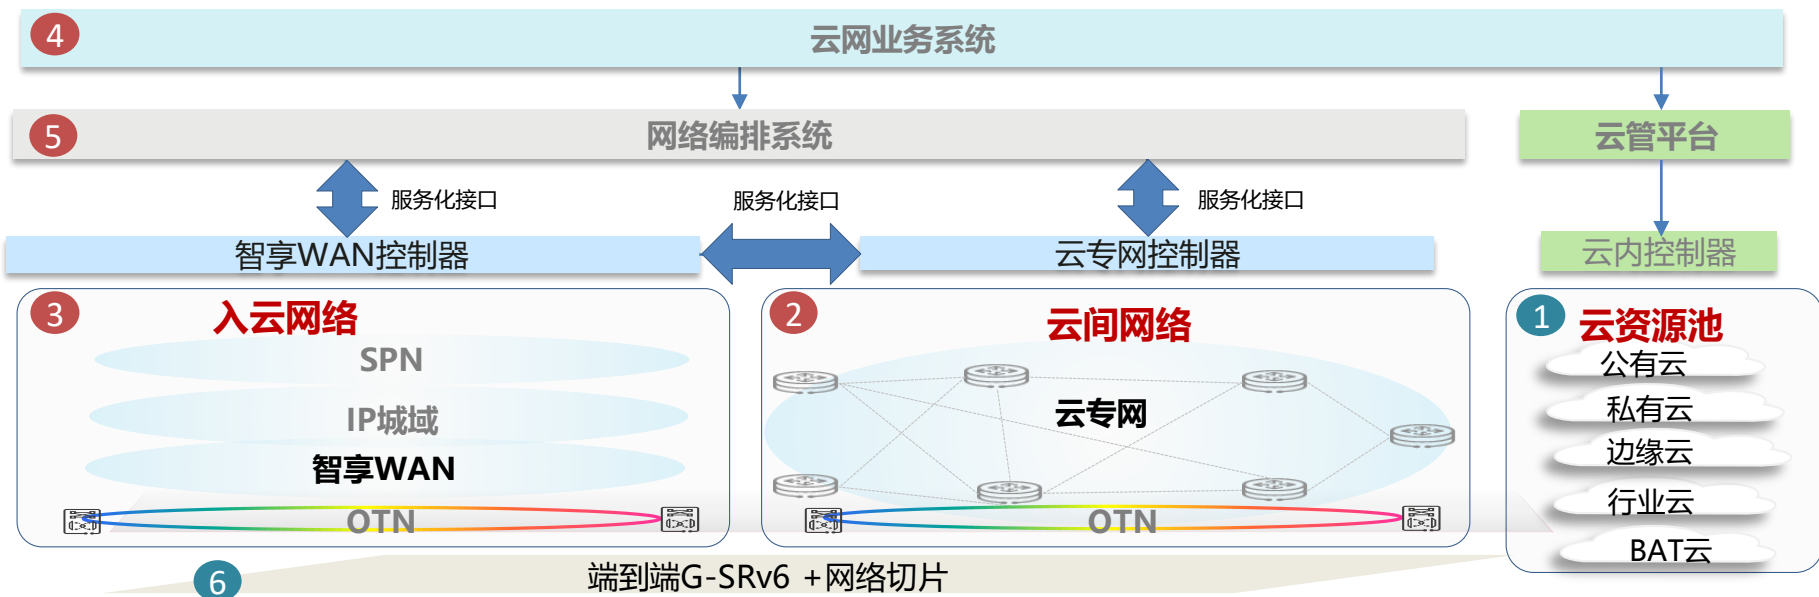 4
云网业务系统
5
网络编排系统
云管平台
服务化接口
服务化接口
服务化接口
智享WAN控制器
云专网控制器
云内控制器
3
入云网络
SPN
IP城域
智享WAN
OTN
2
云间网络
云专网
OTN
1
云资源池
公有云
私有云
边缘云
行业云
BAT云
6
端到端G-SRv6 +网络切片